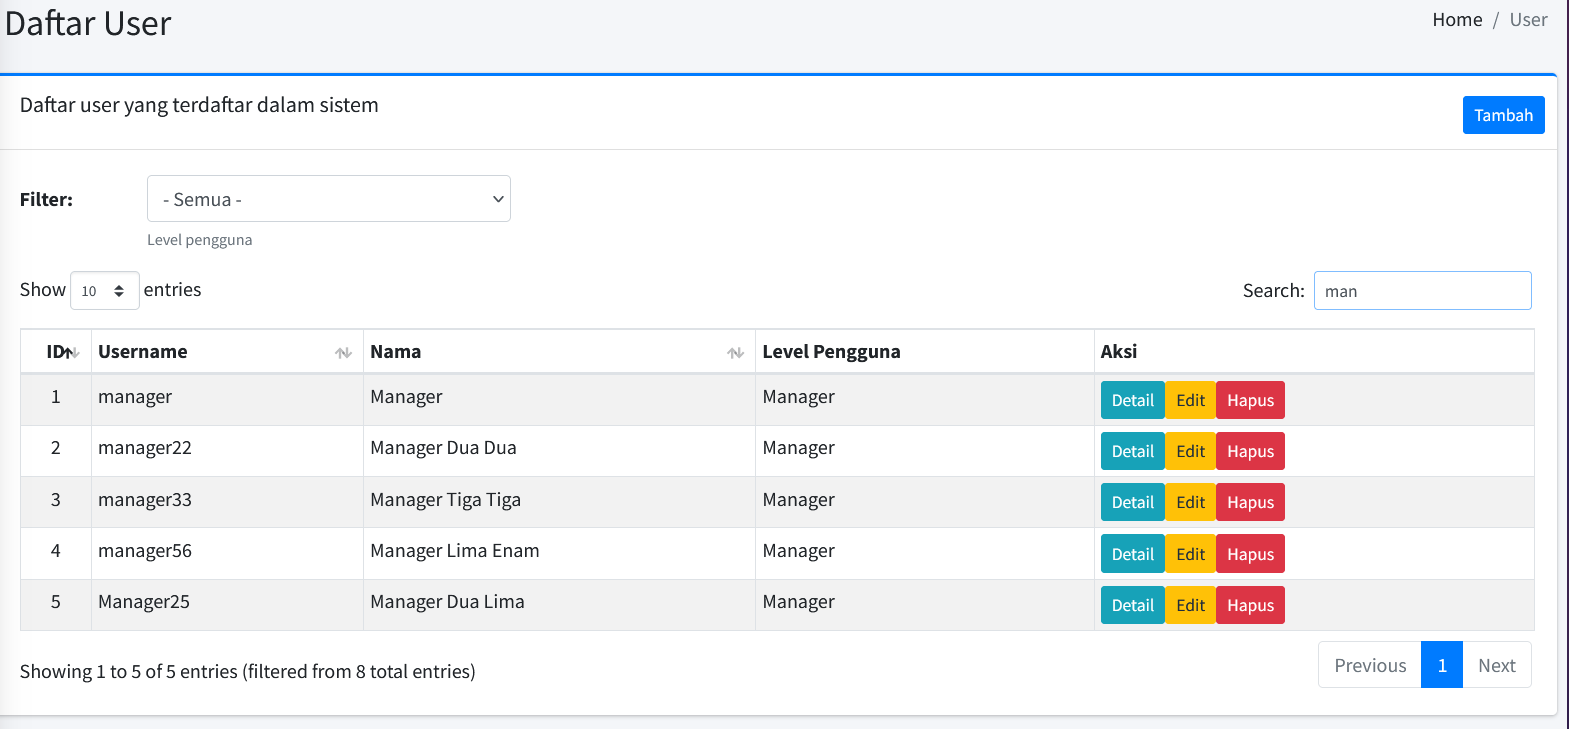 Daftar User
Home / User
Daftar user yang terdaftar dalam sistem
Tambah
Filter:
- Semua -
Level pengguna
Show 10 entries
Search: man
ID Username Nama Level Pengguna Aksi
1 manager Manager Manager Detail Edit Hapus
2 manager22 Manager Dua Dua Manager Detail Edit Hapus
3 manager33 Manager Tiga Tiga Manager Detail Edit Hapus
4 manager56 Manager Lima Enam Manager Detail Edit Hapus
5 Manager25 Manager Dua Lima Manager Detail Edit Hapus
Showing 1 to 5 of 5 entries (filtered from 8 total entries)
Previous 1 Next